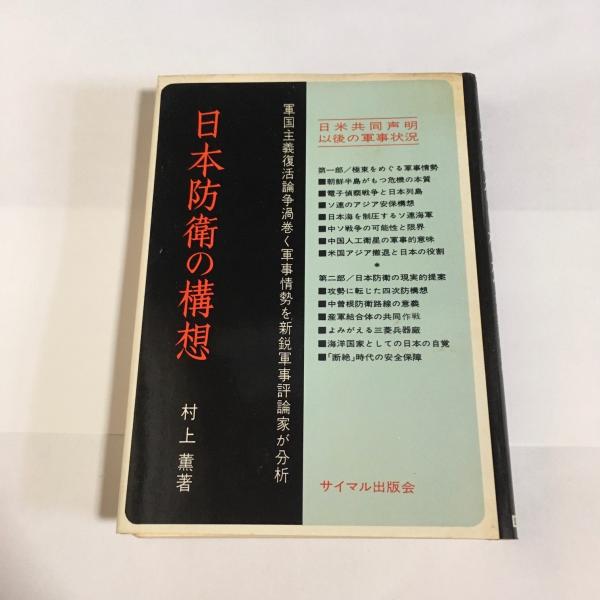 日本防衛の構想
村上薫著
軍国主義復活論争渦巻く軍事情勢を新鋭軍事評論家が分析
日米共同声明
以後の軍事状況
第一部/極東をめぐる軍事情勢
■朝鮮半島がもつ危機の本質
■電子偵察戦争と日本列島
■ソ連のアジア安保構想
■日本海を制圧するソ連海軍
■中ソ戦争の可能性と限界
■中国人工衛星の軍事的意味
■米国アジア撤退と日本の役割
*
第二部/日本防衛の現実的提案
■攻勢に転じた四次防構想
■中曽根防衛路線の意義
■産軍結合体の共同作戦
■よみがえる三菱兵器廠
■海洋国家としての日本の自覚
■「断絶」時代の安全保障
サイマル出版会